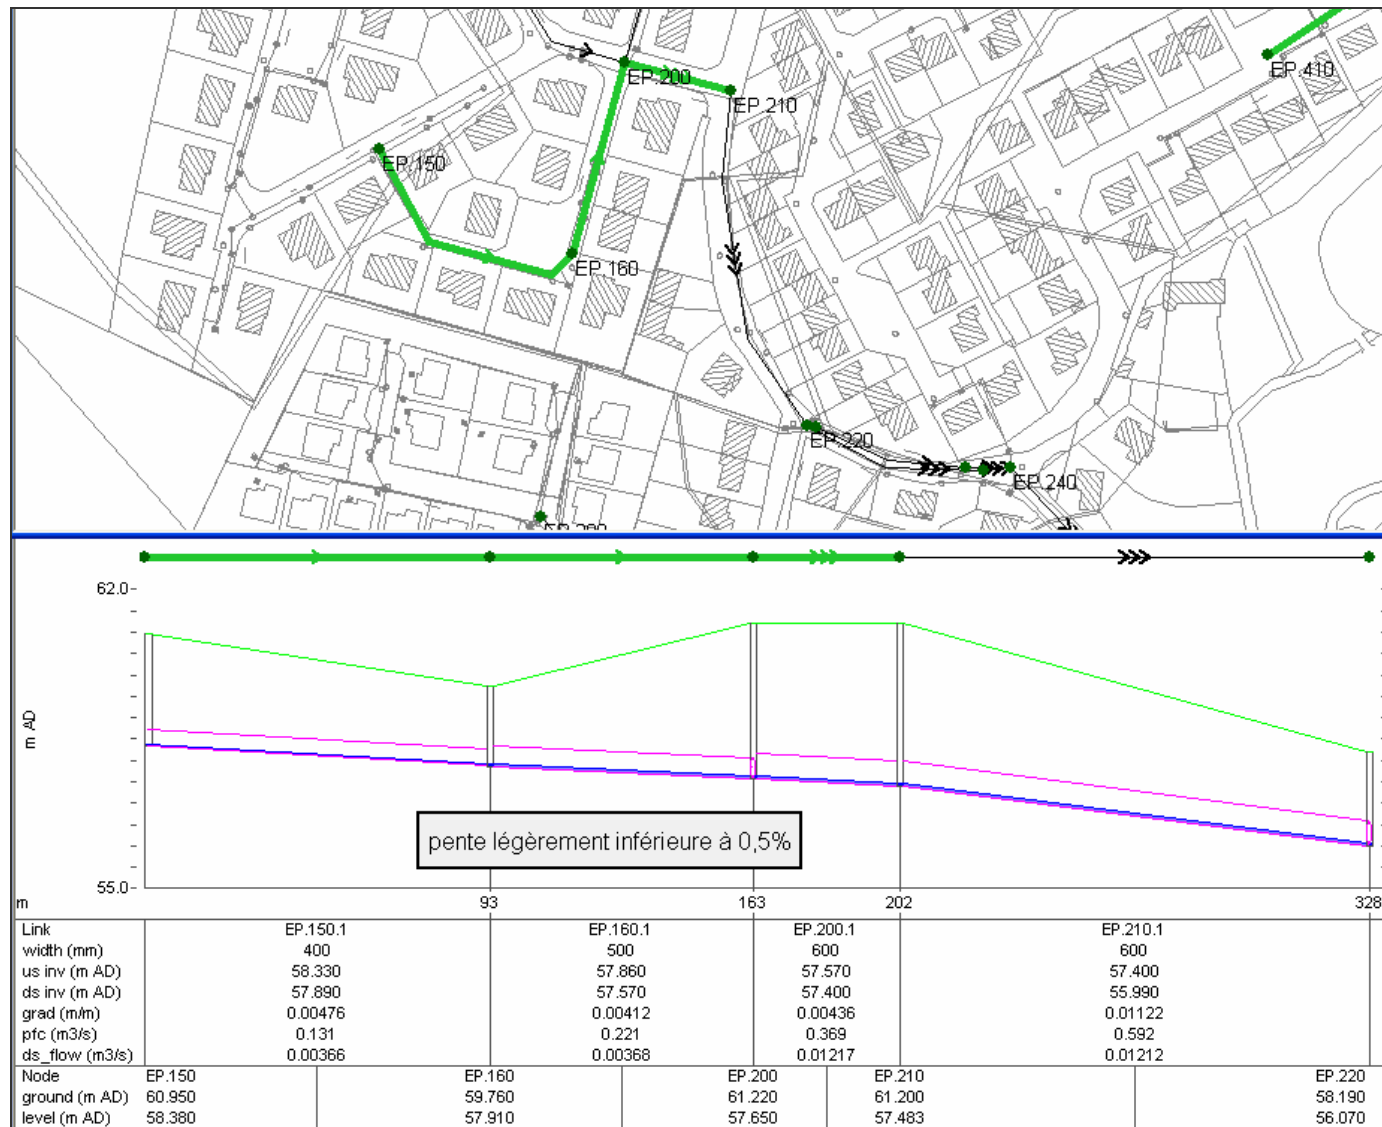 EP.200
EP.410
EP.210
EP.150
EP.160
EP.220
EP.240
62.0
m AD
pente légèrement inférieure à 0,5%
55.0
m 93 163 202 328
Link EP.150.1 EP.160.1 EP.200.1 EP.210.1
width (mm) 400 500 600 600
us inv (m AD) 58.330 57.860 57.570 57.400
ds inv (m AD) 57.890 57.570 57.400 55.990
grad (m/m) 0.00476 0.00412 0.00436 0.01122
pfc (m3/s) 0.131 0.221 0.369 0.592
ds_flow (m3/s) 0.00366 0.00368 0.01217 0.01212
Node EP.150 EP.160 EP.200 EP.210 EP.220
ground (m AD) 60.950 59.760 61.220 61.200 58.190
level (m AD) 58.380 57.910 57.650 57.483 56.070